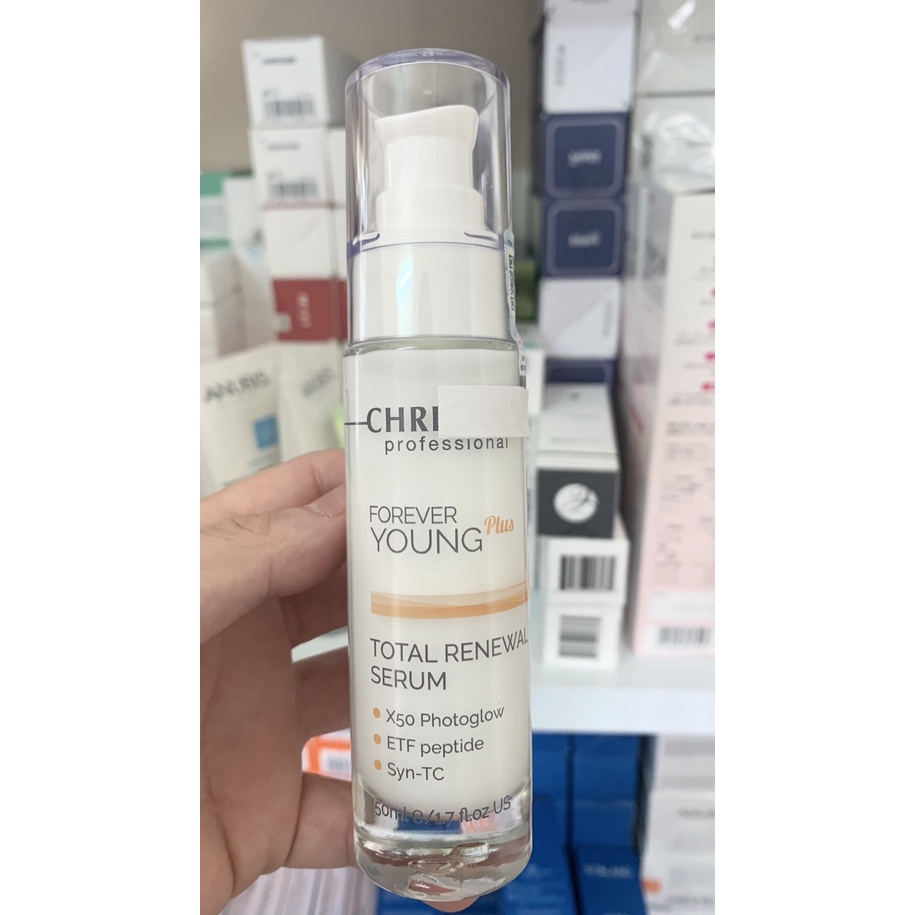 CHRI
professional
FOREVER
YOUNG Plus
TOTAL RENEWAL
SERUM
X50 Photoglow
ETF peptide
Syn-TC
50mL ℮/1.7 fl.oz US
ANUBIS